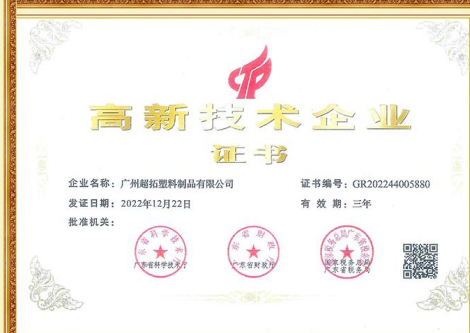 高新技术企业
证书
企业名称：广州超拓塑料制品有限公司 证书编号：GR202244005880
发证日期：2022年12月22日 有 效 期：三年
批准机关：
广东省科学技术厅 广东省财政厅 国家税务总局
广东省税务局